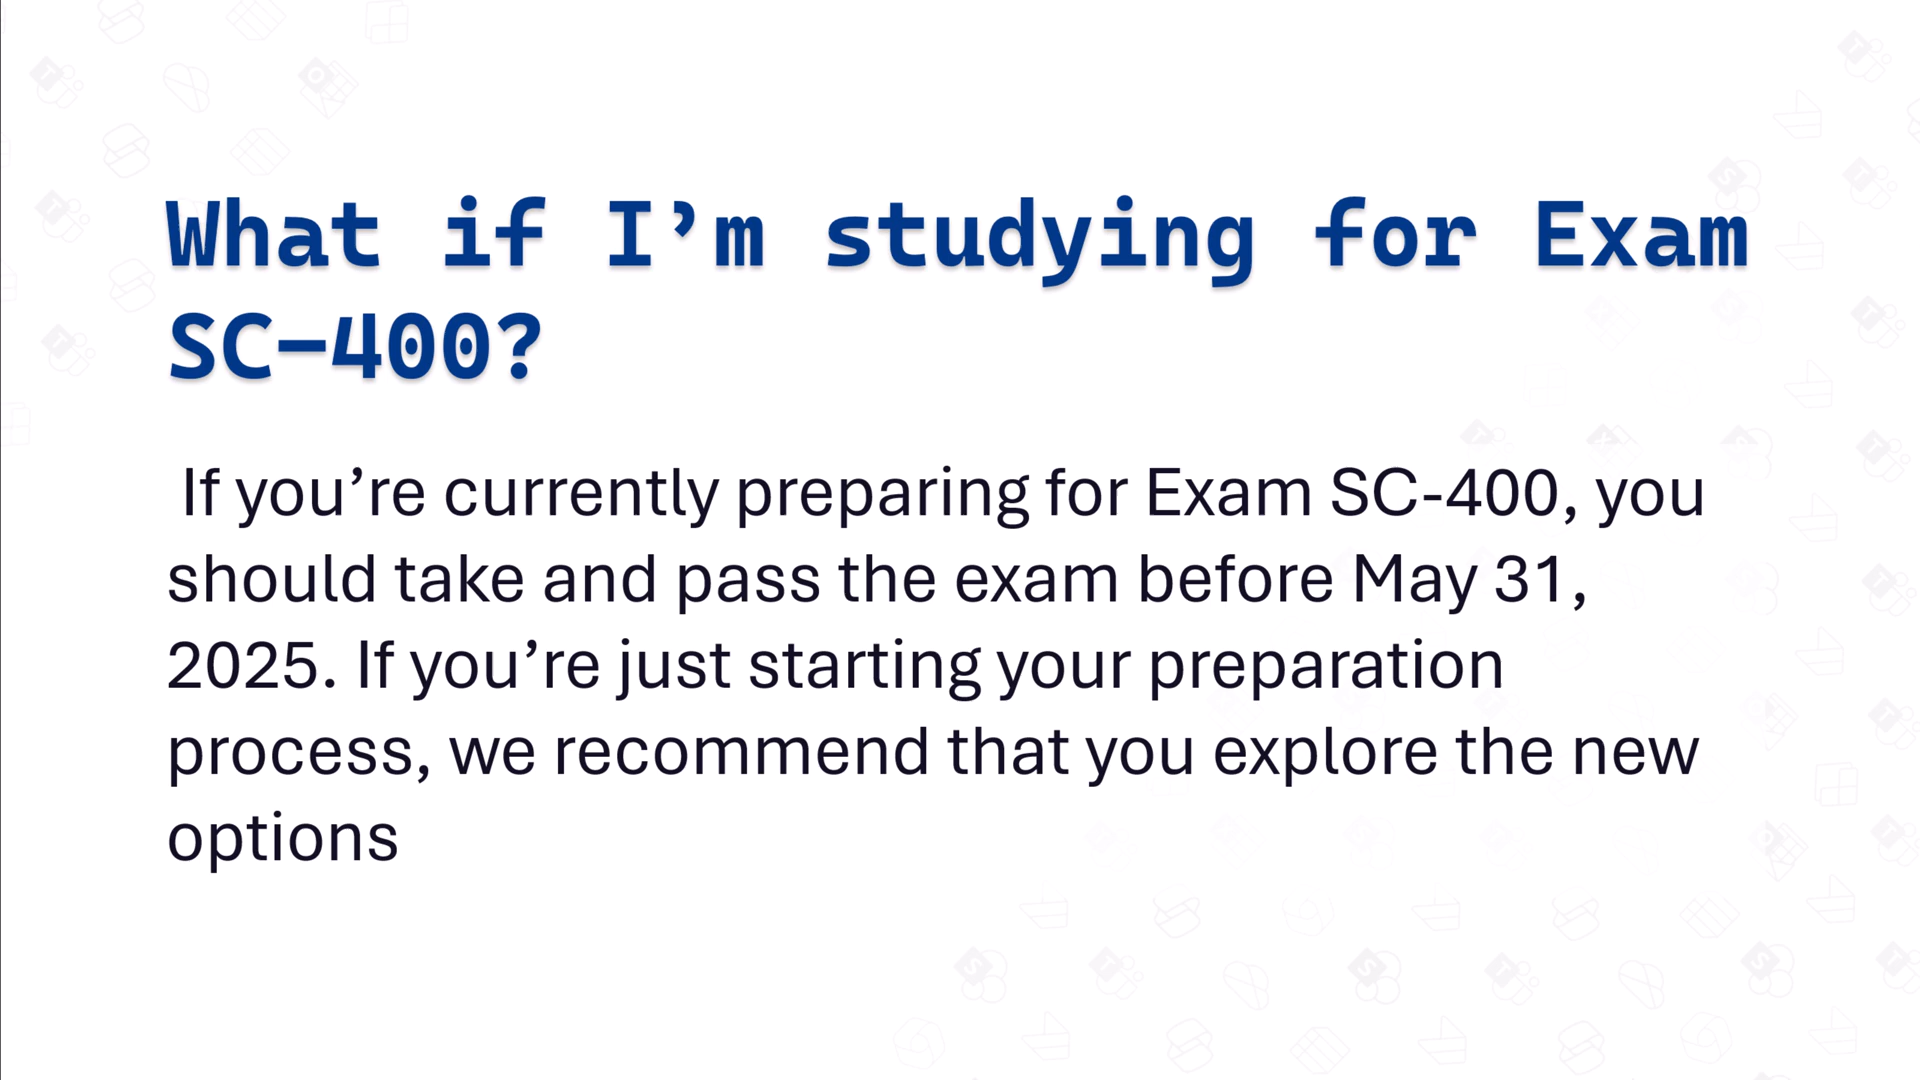 What if I’m studying for Exam
SC–400?
If you’re currently preparing for Exam SC-400, you
should take and pass the exam before May 31,
2025. If you’re just starting your preparation
process, we recommend that you explore the new
options